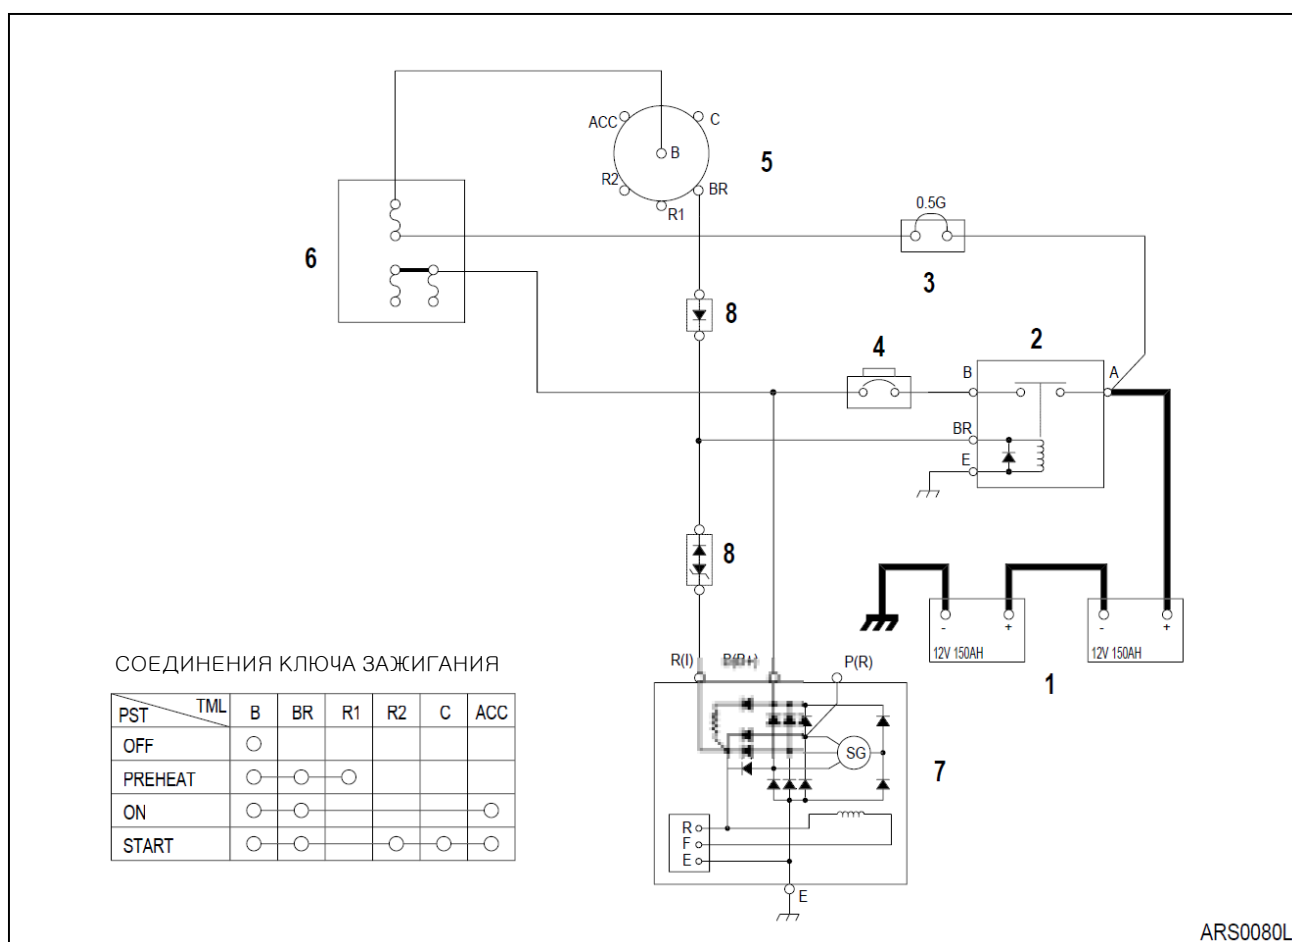 ACC
C
B
5
R2
BR
R1
0.5G
6
3
8
4
2
B
A
BR
E
8
- +
- +
12V 150AH
12V 150AH
1
R(I)
P(R)
СОЕДИНЕНИЯ КЛЮЧА ЗАЖИГАНИЯ
PST TML B BR R1 R2 C ACC
OFF
PREHEAT
ON
START
SG
7
R
F
E
E
ARS0080L